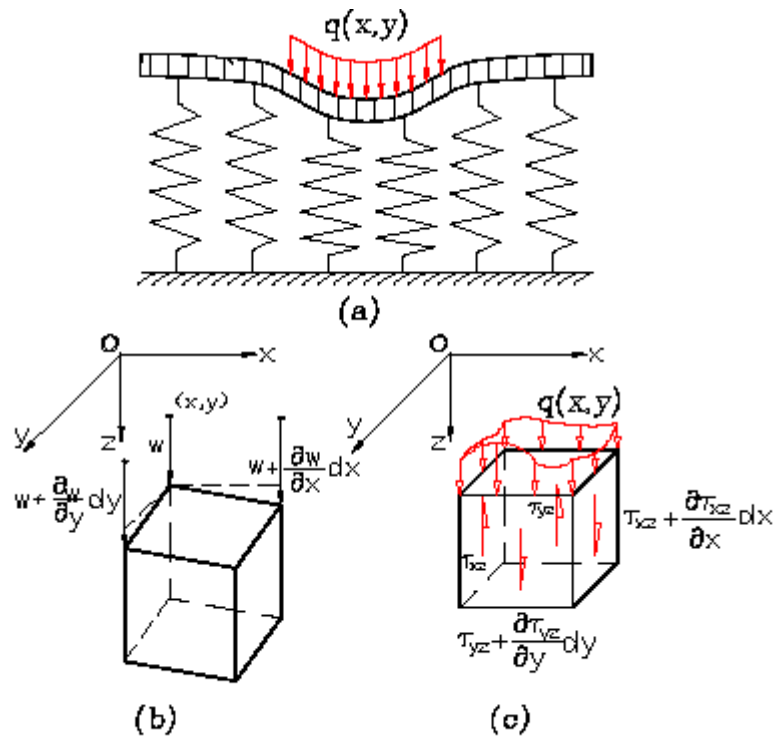 q(x,y)
(a)
O
x
y
z
(x,y)
w
w+∂w/∂x dx
w+∂w/∂y dy
(b)
O
x
y
z
q(x,y)
τyz
τxz
τxz+∂τxz/∂x dx
τyz+∂τyz/∂y dy
(c)